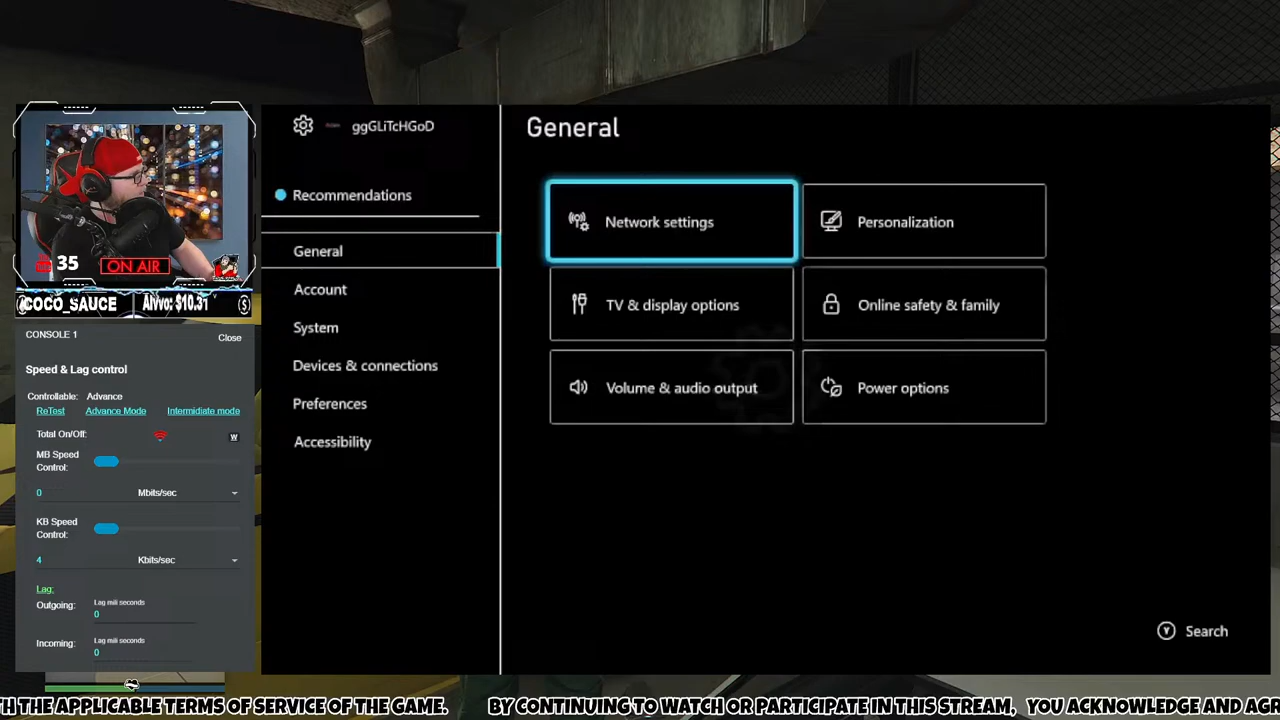 ggGLiTcHGoD
General
Recommendations
General
Account
System
Devices & connections
Preferences
Accessibility
Network settings
Personalization
TV & display options
Online safety & family
Volume & audio output
Power options
Y Search
35
ON AIR
@COCO_SAUCE
$
CONSOLE 1
Close
Speed & Lag control
Controllable: Advance
ReTest Advance Mode Intermidiate mode
Total On/Off: W
MB Speed
Control:
0 Mbits/sec
KB Speed
Control:
4 Kbits/sec
Lag:
Outgoing: Lag mili seconds
0
Incoming: Lag mili seconds
0
TH THE APPLICABLE TERMS OF SERVICE OF THE GAME. BY CONTINUING TO WATCH OR PARTICIPATE IN THIS STREAM, YOU ACKNOWLEDGE AND AGR